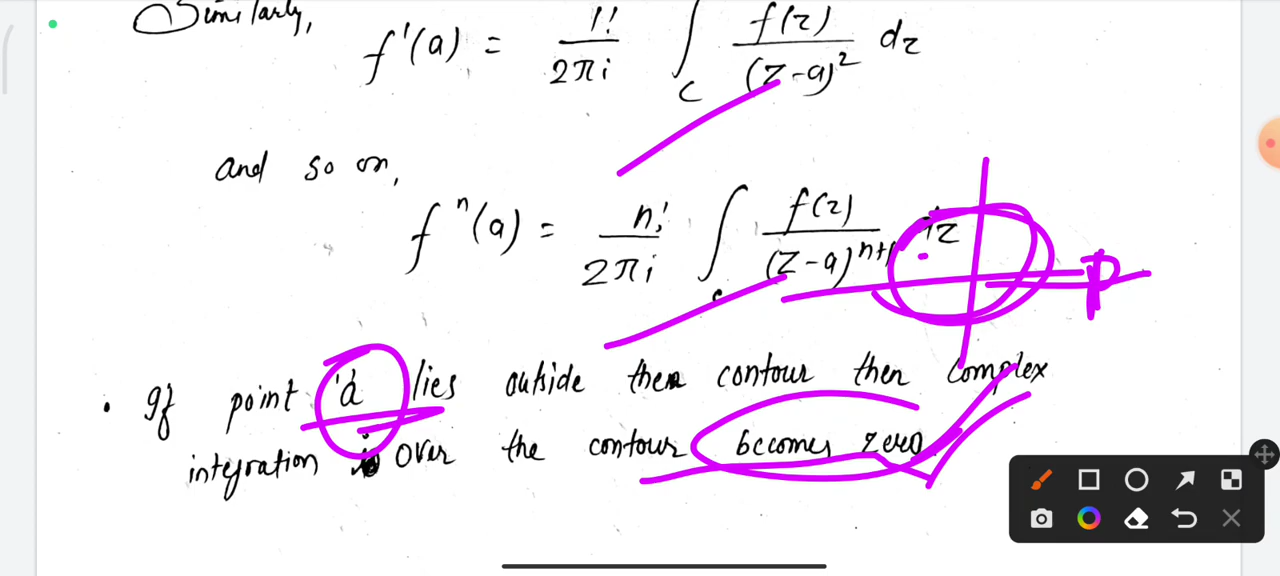 Similarly,
f'(a) = 1!/2πi ∫_C f(z)/(z-a)² dz
and so on,
fⁿ(a) = n!/2πi ∫_C f(z)/(z-a)ⁿ⁺¹ dz
P
• If point 'a' lies outside the contour then complex
integration over the contour becomes zero